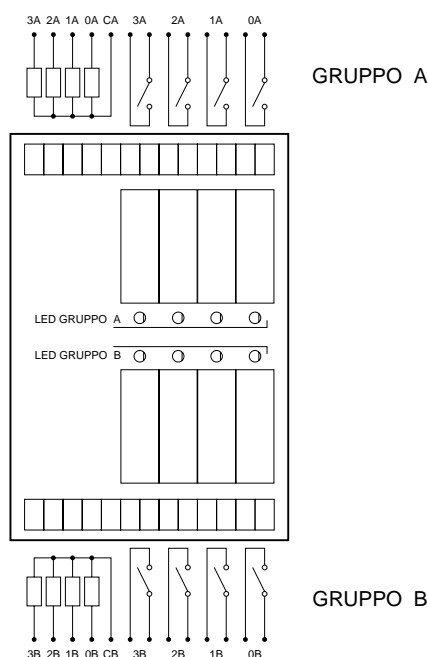 3A 2A 1A 0A CA 3A 2A 1A 0A
GRUPPO A
LED GRUPPO A
LED GRUPPO B
GRUPPO B
3B 2B 1B 0B CB 3B 2B 1B 0B